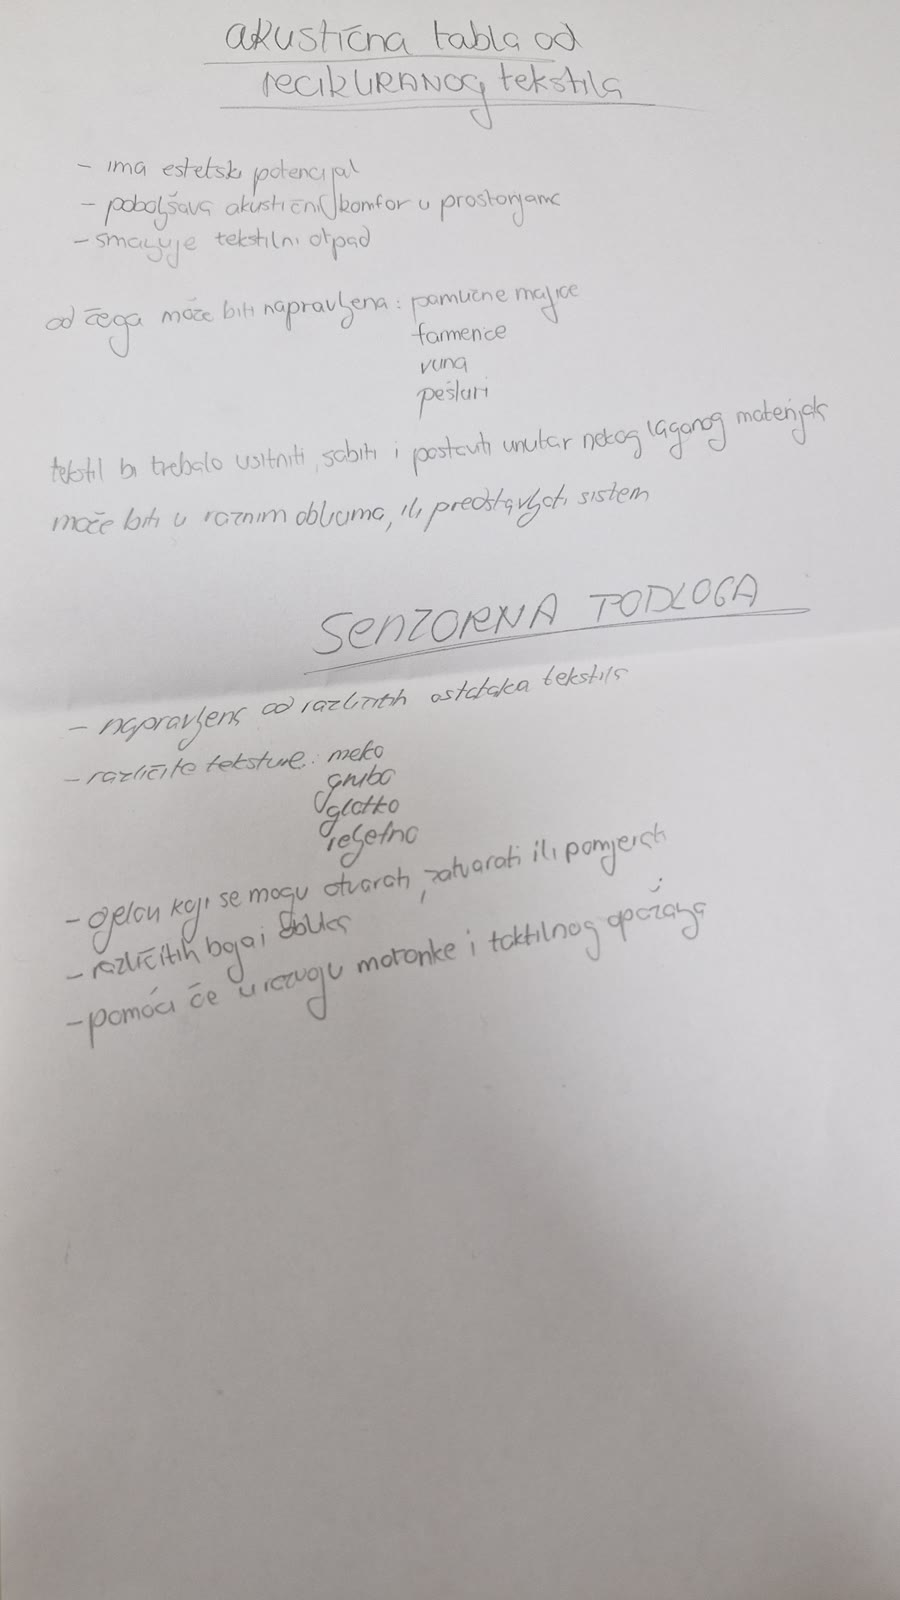 akustična tabla od
recikliranog tekstila
- ima estetski potencijal
- poboljšava akustični komfor u prostorijama
- smanjuje tekstilni otpad
od čega može biti napravljena: pamučne majice
farmerice
vuna
peškiri
tekstil bi trebalo usitniti, sabiti i postaviti unutar nekog laganog materijala
može biti u raznim oblicima, ili predstavljati sistem
SENZORNA PODLOGA
- napravljena od različitih ostataka tekstila
- različite teksture: meko
grubo
glatko
reljefno
- djelovi koji se mogu otvarati, zatvarati ili pomjerati
- različitih boja i oblika
- pomoći će u razvoju motorike i taktilnog opažaja